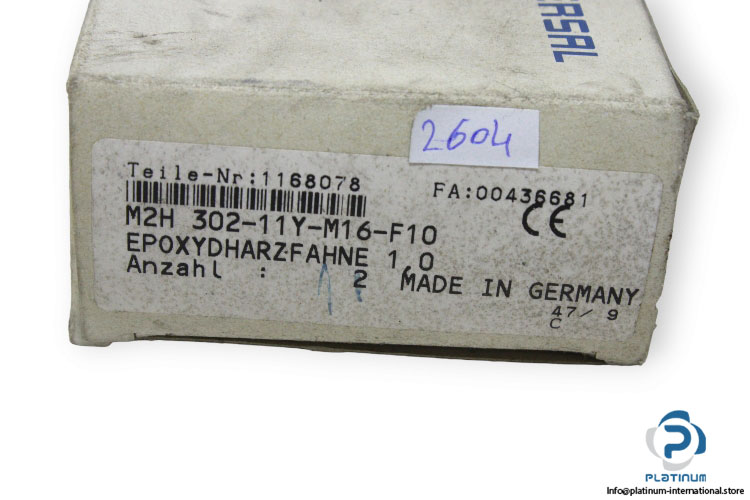 2604
Teile-Nr:1168078 FA:00436681
M2H 302-11Y-M16-F10 CE
EPOXYDHARZFAHNE 1,0
Anzahl : 2 MADE IN GERMANY
47/ 9
C
PLATINUM
Info@platinum-international.store